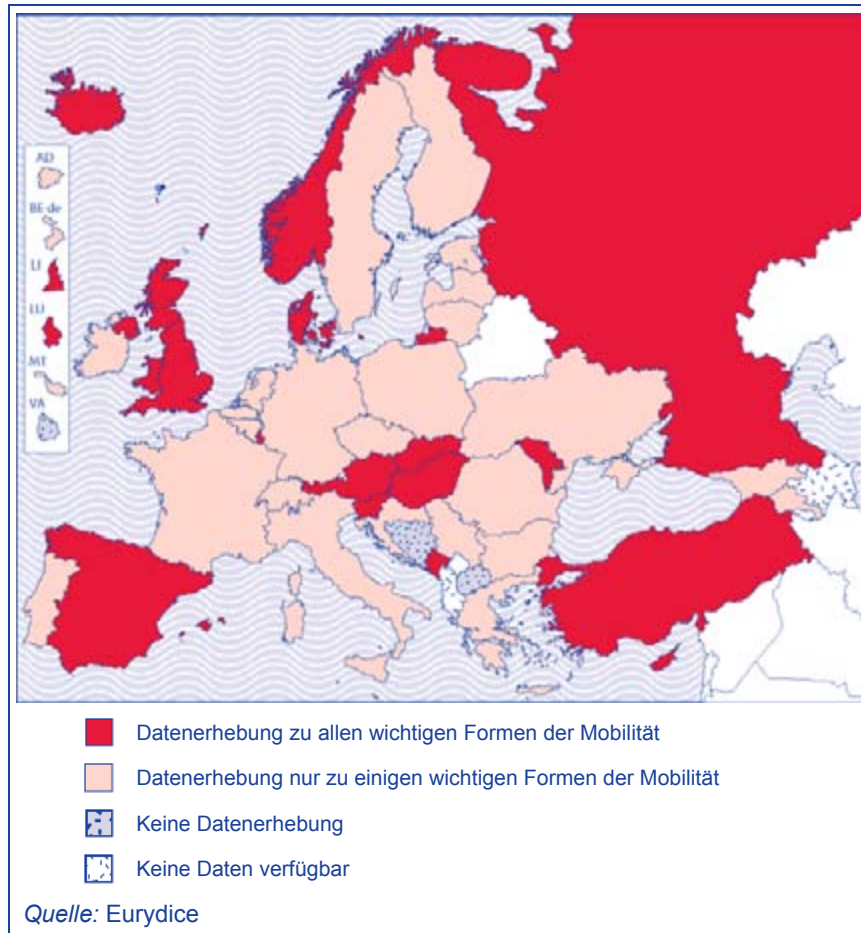 AD
BE de
LI
LU
MT
VA
Datenerhebung zu allen wichtigen Formen der Mobilität
Datenerhebung nur zu einigen wichtigen Formen der Mobilität
Keine Datenerhebung
Keine Daten verfügbar
Quelle: Eurydice